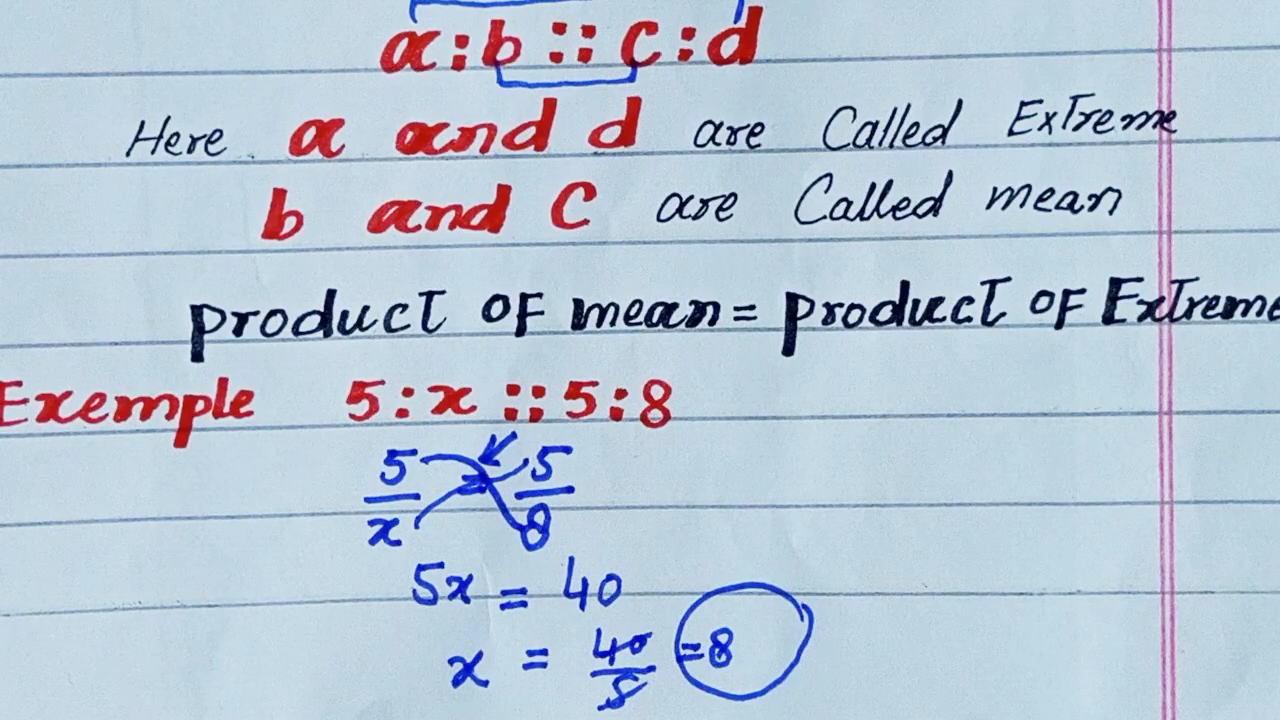 a:b::c:d
Here a and d are Called Extreme
b and C are Called mean
product of mean = product of Extreme
Exemple 5:x::5:8
5/x = 5/8
5x = 40
x = 40/5 = 8